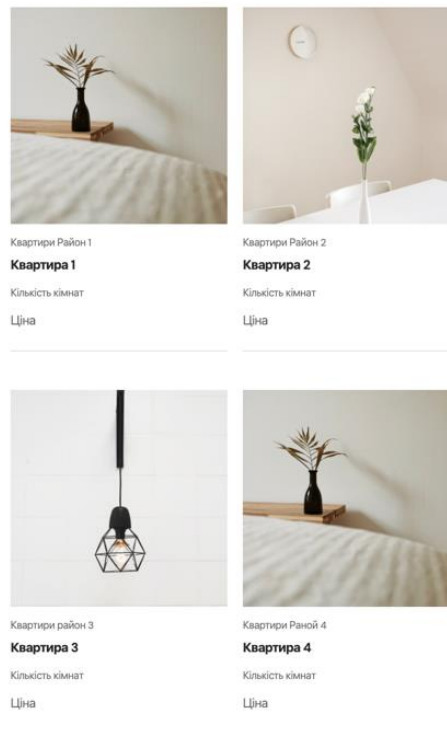 Квартири Район 1
Квартира 1
Кількість кімнат
Ціна
Квартири Район 2
Квартира 2
Кількість кімнат
Ціна
Квартири район 3
Квартира 3
Кількість кімнат
Ціна
Квартири Раной 4
Квартира 4
Кількість кімнат
Ціна